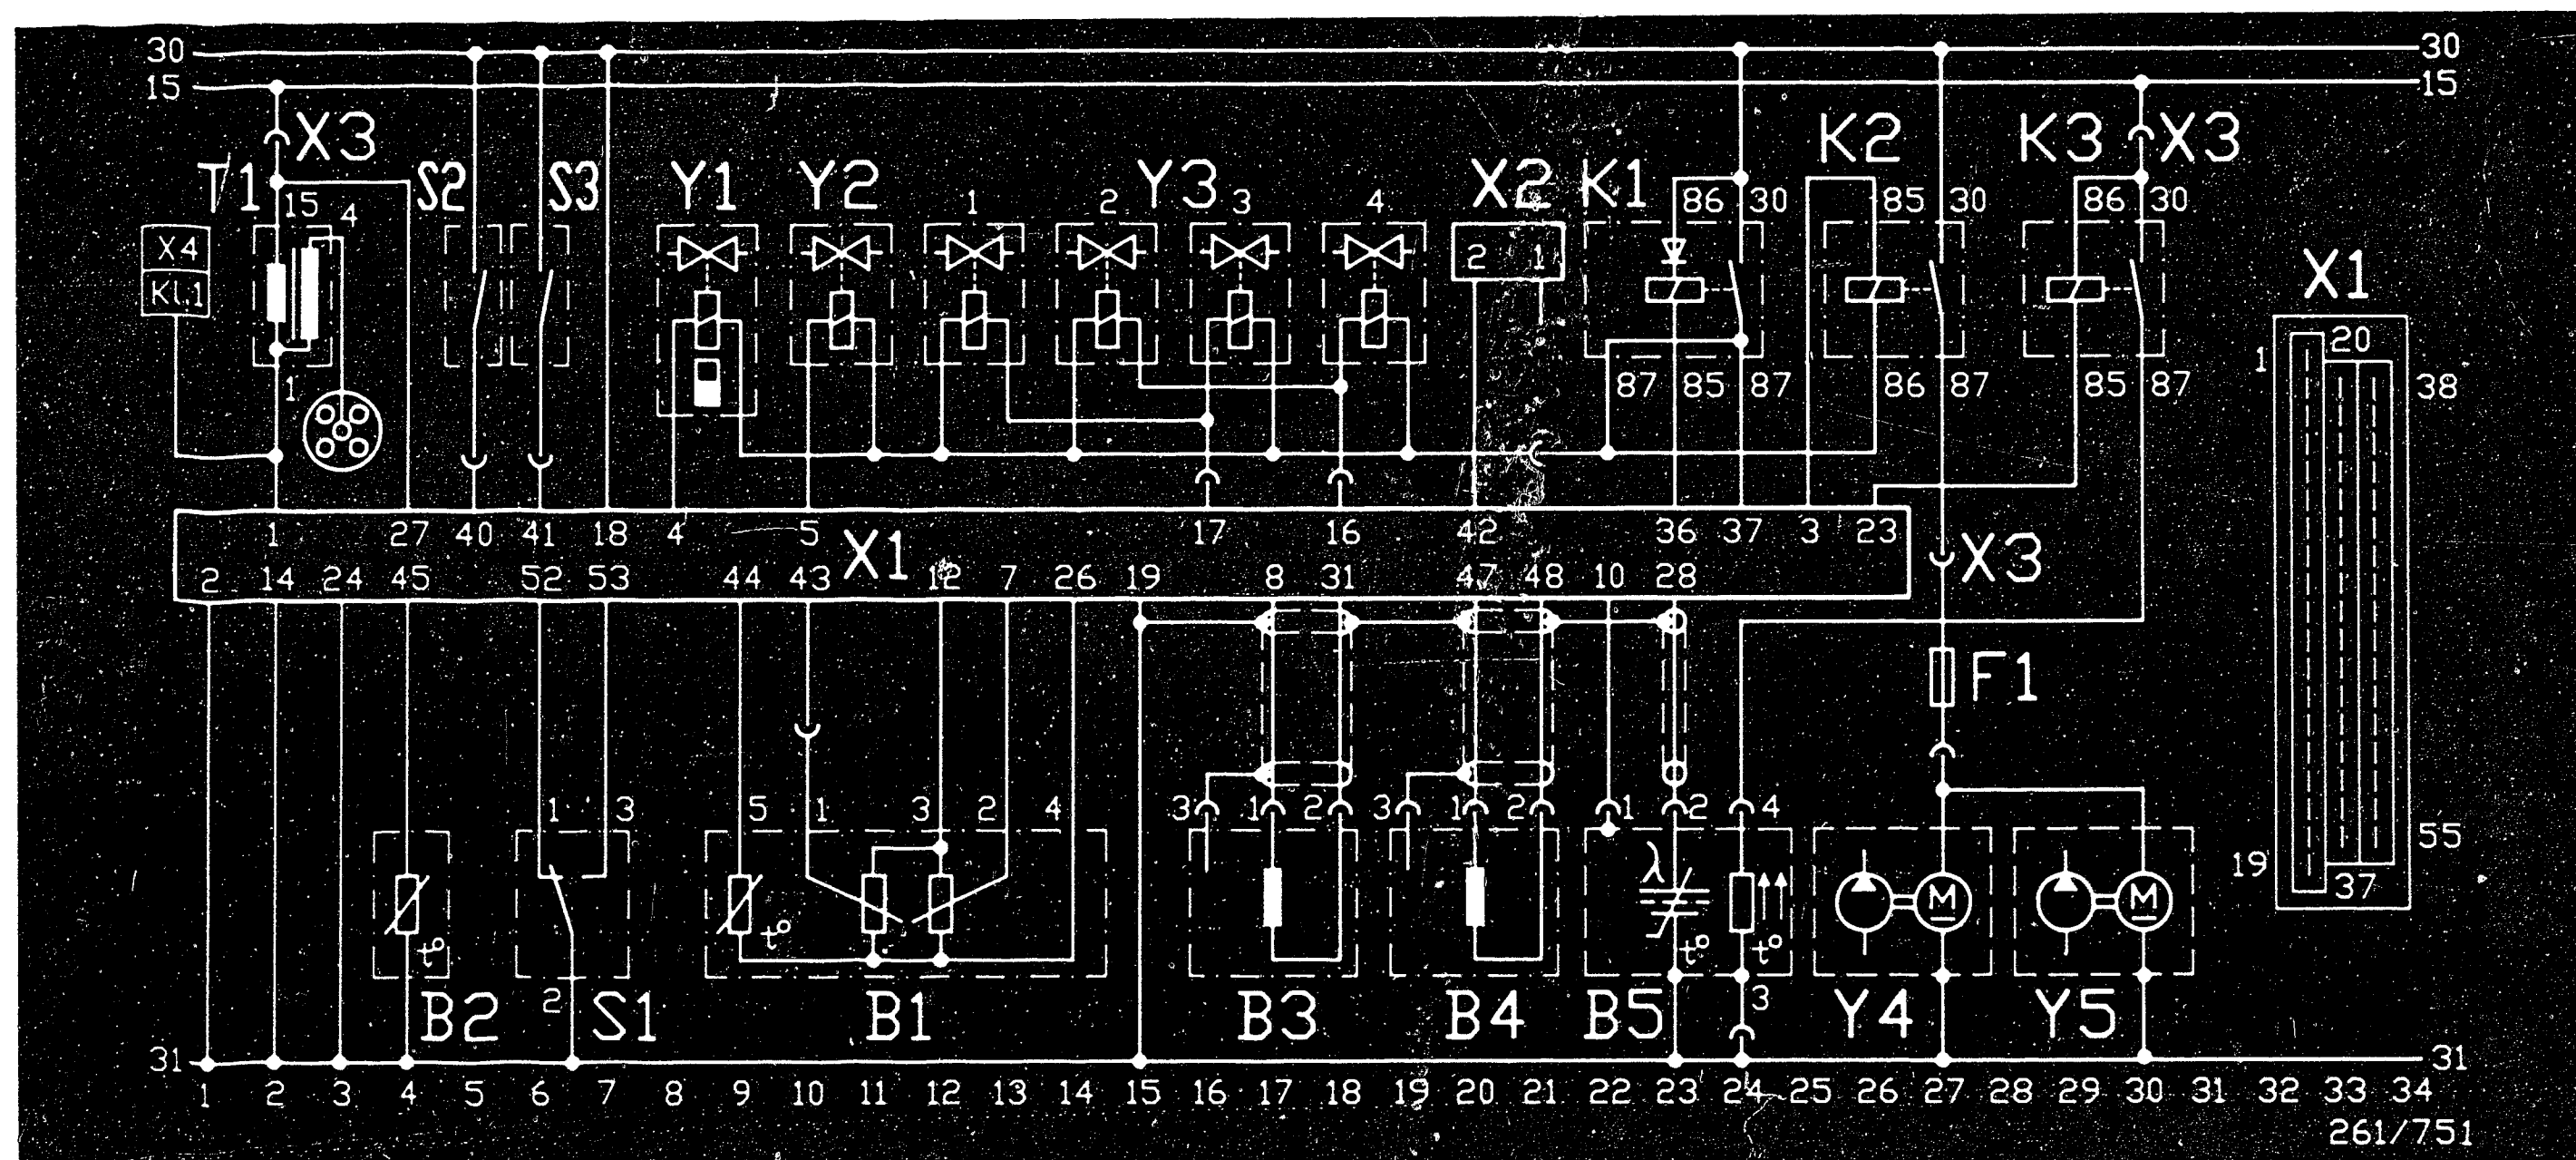 30 30
15 15
X3 K2 K3 X3
T1 15 4 S2 S3 Y1 Y2 1 2 Y3 3 4 X2 K1 86 30 85 30 86 30
X4 2 1 X1
Kl.1
1 20
1 87 85 87 86 87 85 87 38
1 27 40 41 18 4 5 17 16 42 36 37 3 23
X1 X3
2 14 24 45 52 53 44 43 12 7 26 19 8 31 47 48 10 28
F1
1 3 5 1 3 2 4 3 1 2 3 1 2 1 2 4
55
λ 19
37
M M
t° t° t° t°
2 3
B2 S1 B1 B3 B4 B5 Y4 Y5
31 31
1 2 3 4 5 6 7 8 9 10 11 12 13 14 15 16 17 18 19 20 21 22 23 24 25 26 27 28 29 30 31 32 33 34
261/751